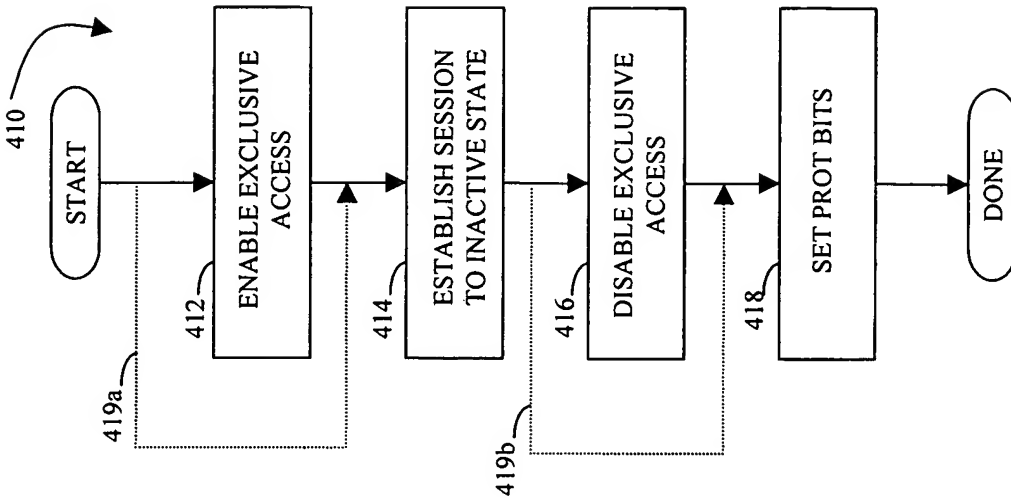 410
START
419a
412
ENABLE EXCLUSIVE
ACCESS
414
ESTABLISH SESSION
TO INACTIVE STATE
419b
416
DISABLE EXCLUSIVE
ACCESS
418
SET PROT BITS
DONE